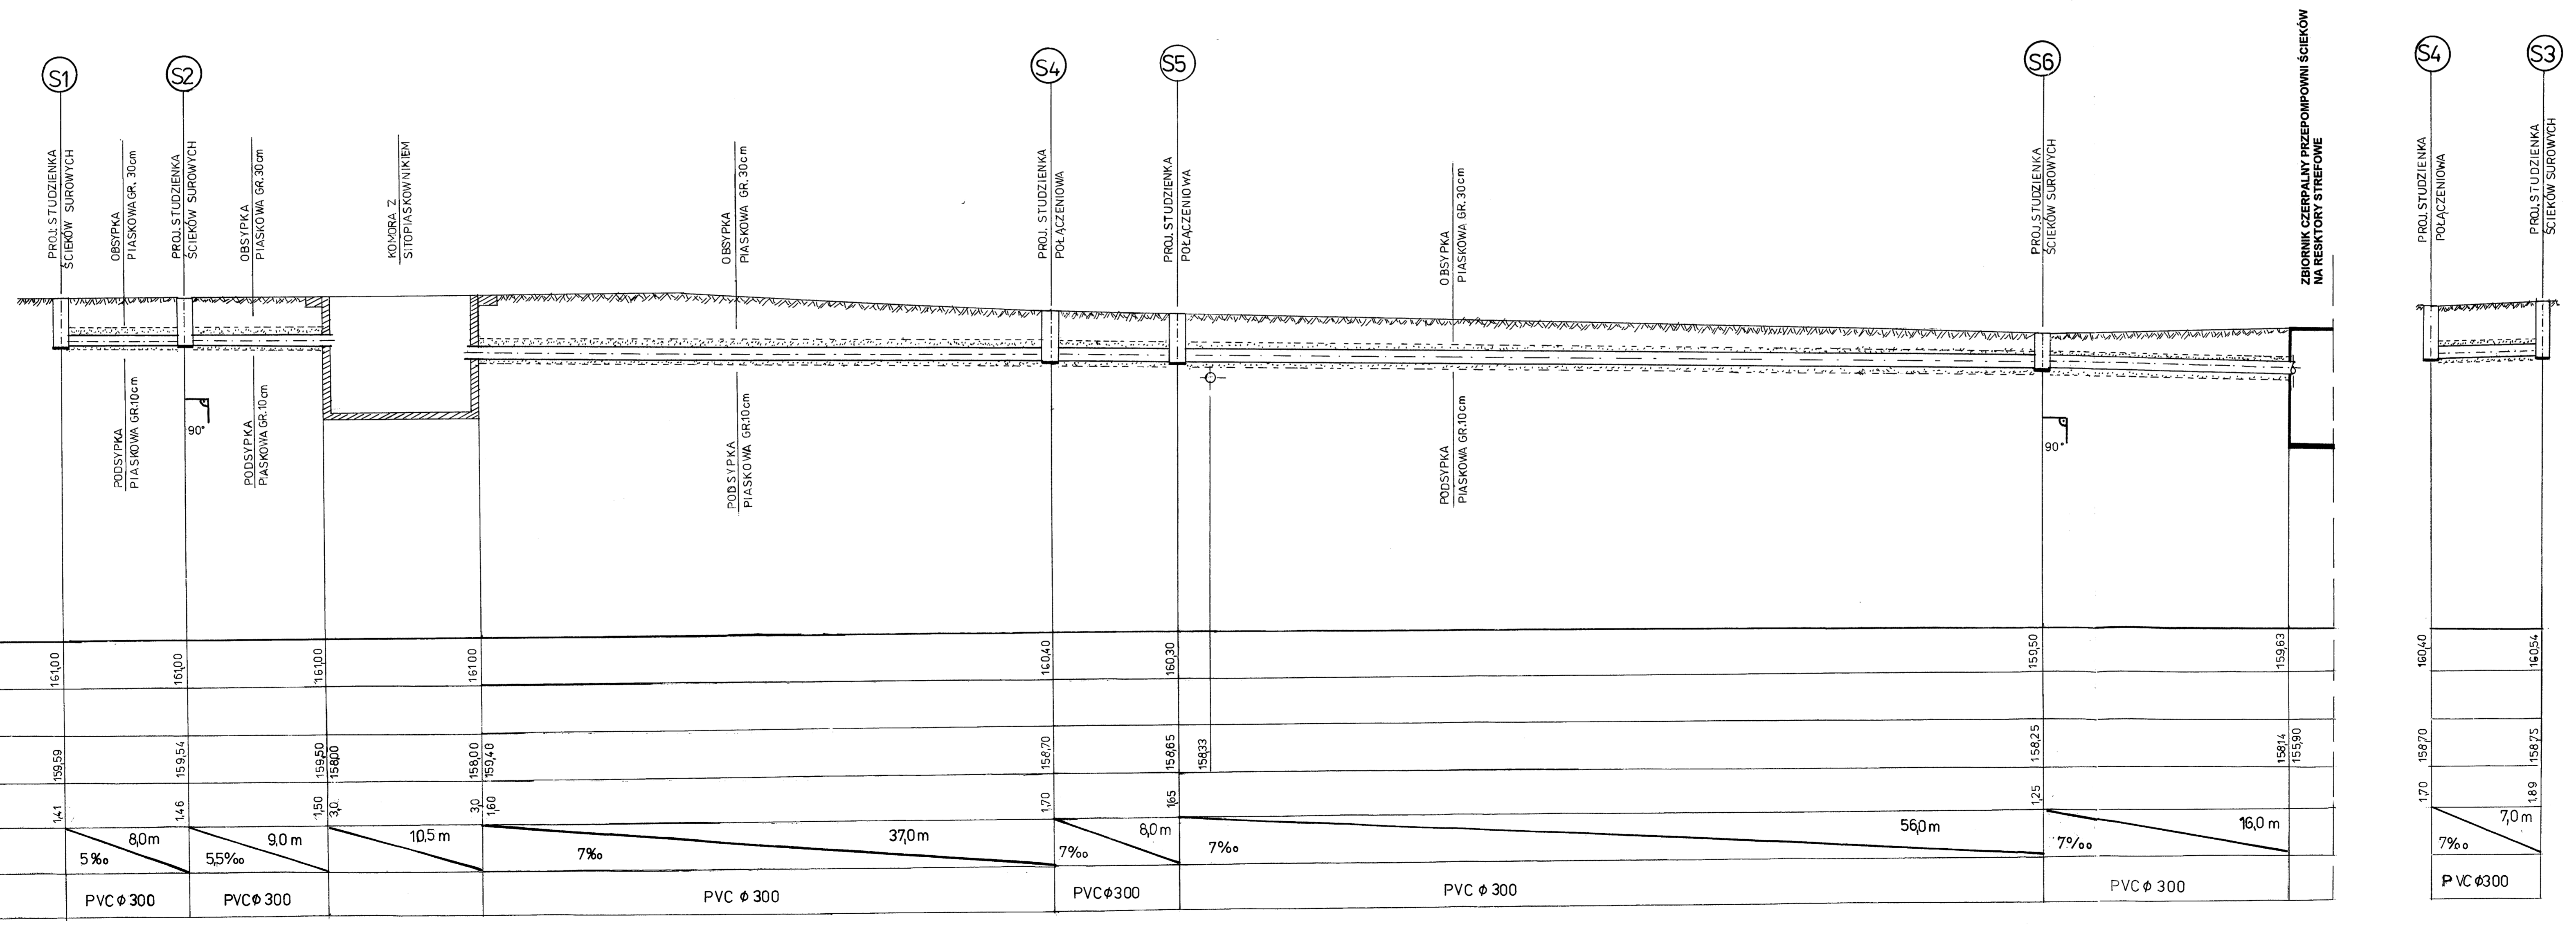 S1
S2
S4
S5
S6
S4
S3
PROJ. STUDZIENKA
ŚCIEKÓW SUROWYCH
OBSYPKA
PIASKOWA GR. 30cm
PROJ. STUDZIENKA
ŚCIEKÓW SUROWYCH
OBSYPKA
PIASKOWA GR. 30cm
KOMORA Z
SITOPIASKOWNIKIEM
OBSYPKA
PIASKOWA GR. 30cm
PROJ. STUDZIENKA
POŁĄCZENIOWA
PROJ. STUDZIENKA
POŁĄCZENIOWA
OBSYPKA
PIASKOWA GR. 30cm
PROJ. STUDZIENKA
ŚCIEKÓW SUROWYCH
ZBIORNIK CZERPALNY PRZEPOMPOWNI ŚCIEKÓW
NA RESKTORY STREFOWE
PROJ. STUDZIENKA
POŁĄCZENIOWA
PROJ. STUDZIENKA
ŚCIEKÓW SUROWYCH
PODSYPKA
PIASKOWA GR.10cm
90°
PODSYPKA
PIASKOWA GR.10cm
PODSYPKA
PIASKOWA GR.10cm
PODSYPKA
PIASKOWA GR.10cm
90°
161,00
161,00
161,00
161 00
160,40
160,30
159,50
159,63
160,40
160,54
159,59
159,54
159,50
158,00
158,00
159,40
158,70
158,65
158,33
158,25
158,14
155,90
158,70
158,75
1,41
1,46
1,50
3,0
3,0
1,60
1,70
1,65
1,25
1,70
1,89
8,0m
9,0 m
10,5 m
37,0m
8,0m
56,0m
16,0 m
7,0 m
5‰
5,5‰
7‰
7‰
7‰
7‰
7‰
PVC ϕ 300
PVCϕ 300
PVC ϕ 300
PVCϕ300
PVC ϕ 300
PVC ϕ 300
PVC ϕ300